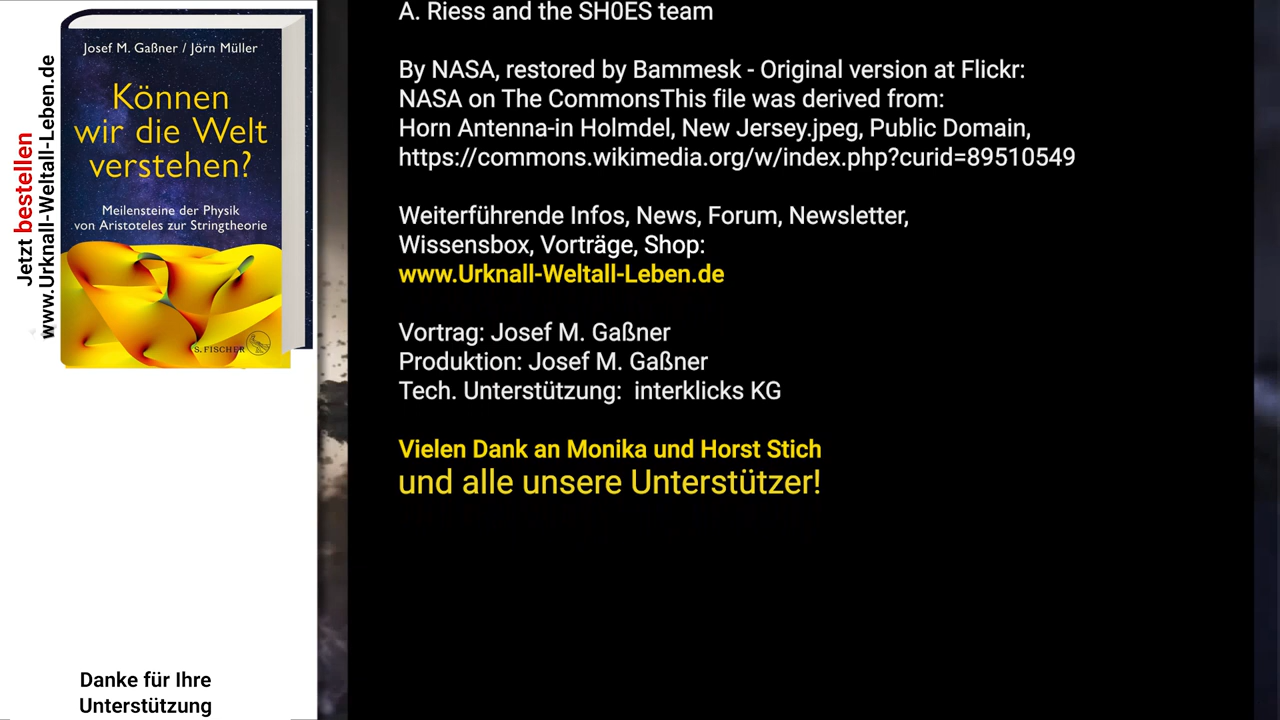 Jetzt bestellen
www.Urknall-Weltall-Leben.de
Josef M. Gaßner / Jörn Müller
Können
wir die Welt
verstehen?
Meilensteine der Physik
von Aristoteles zur Stringtheorie
S. FISCHER
Danke für Ihre
Unterstützung
A. Riess and the SH0ES team
By NASA, restored by Bammesk - Original version at Flickr:
NASA on The CommonsThis file was derived from:
Horn Antenna-in Holmdel, New Jersey.jpeg, Public Domain,
https://commons.wikimedia.org/w/index.php?curid=89510549
Weiterführende Infos, News, Forum, Newsletter,
Wissensbox, Vorträge, Shop:
www.Urknall-Weltall-Leben.de
Vortrag: Josef M. Gaßner
Produktion: Josef M. Gaßner
Tech. Unterstützung:  interklicks KG
Vielen Dank an Monika und Horst Stich
und alle unsere Unterstützer!